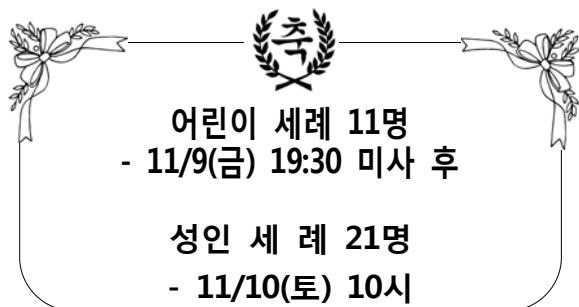 축
어린이 세례 11명
- 11/9(금) 19:30 미사 후
성인 세 례 21명
- 11/10(토) 10시